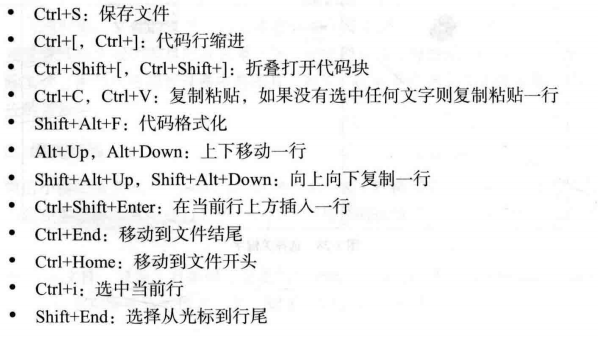 • Ctrl+S：保存文件
• Ctrl+[，Ctrl+]：代码行缩进
• Ctrl+Shift+[，Ctrl+Shift+]：折叠打开代码块
• Ctrl+C，Ctrl+V：复制粘贴，如果没有选中任何文字则复制粘贴一行
• Shift+Alt+F：代码格式化
• Alt+Up，Alt+Down：上下移动一行
• Shift+Alt+Up，Shift+Alt+Down：向上向下复制一行
• Ctrl+Shift+Enter：在当前行上方插入一行
• Ctrl+End：移动到文件结尾
• Ctrl+Home：移动到文件开头
• Ctrl+i：选中当前行
• Shift+End：选择从光标到行尾